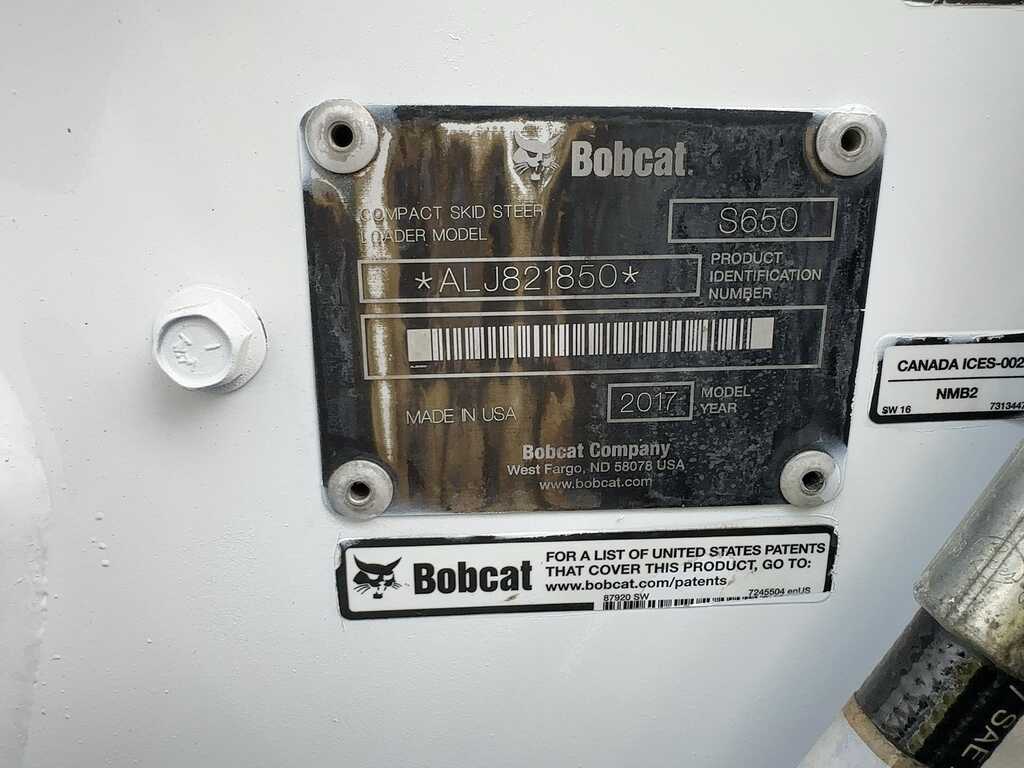 Bobcat.
COMPACT SKID STEER
LOADER MODEL
S650
*ALJ821850*
PRODUCT
IDENTIFICATION
NUMBER
MADE IN USA
2017
MODEL
YEAR
Bobcat Company
West Fargo, ND 58078 USA
www.bobcat.com
CANADA ICES-002
NMB2
SW 16
7313447
Bobcat
FOR A LIST OF UNITED STATES PATENTS
THAT COVER THIS PRODUCT, GO TO:
www.bobcat.com/patents
87920 SW
7245504 enUS
SAE